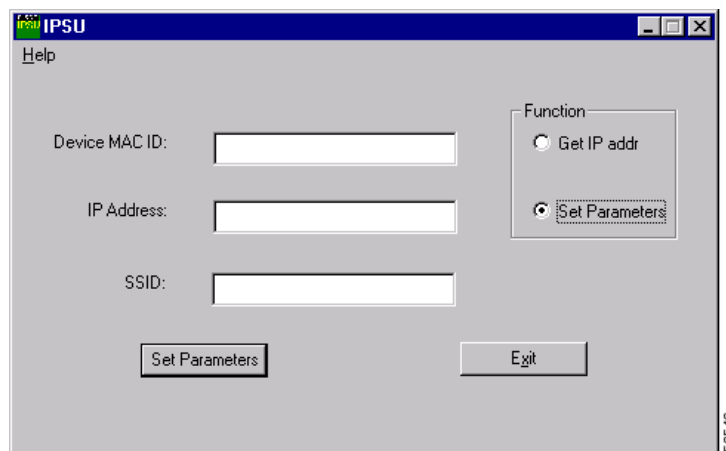 IPSU
Help
Function
Device MAC ID:
Get IP addr
IP Address:
Set Parameters
SSID:
Set Parameters
Exit